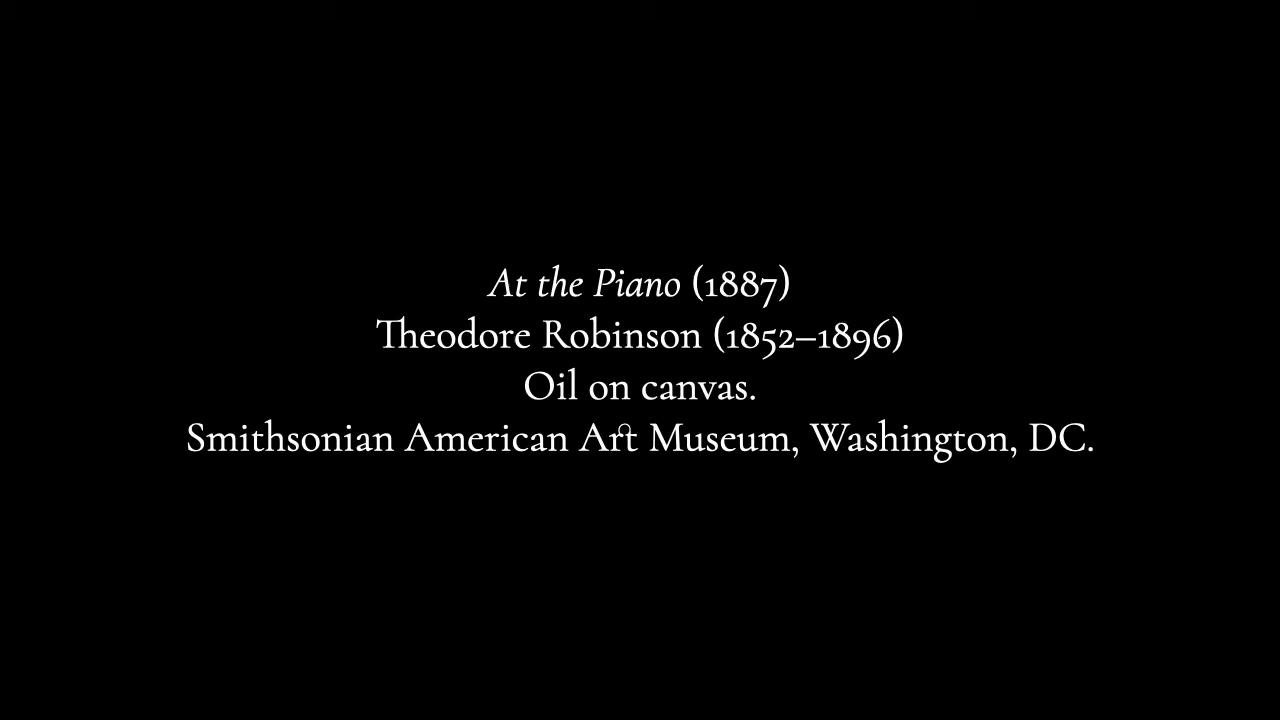 At the Piano (1887)
Theodore Robinson (1852–1896)
Oil on canvas.
Smithsonian American Art Museum, Washington, DC.